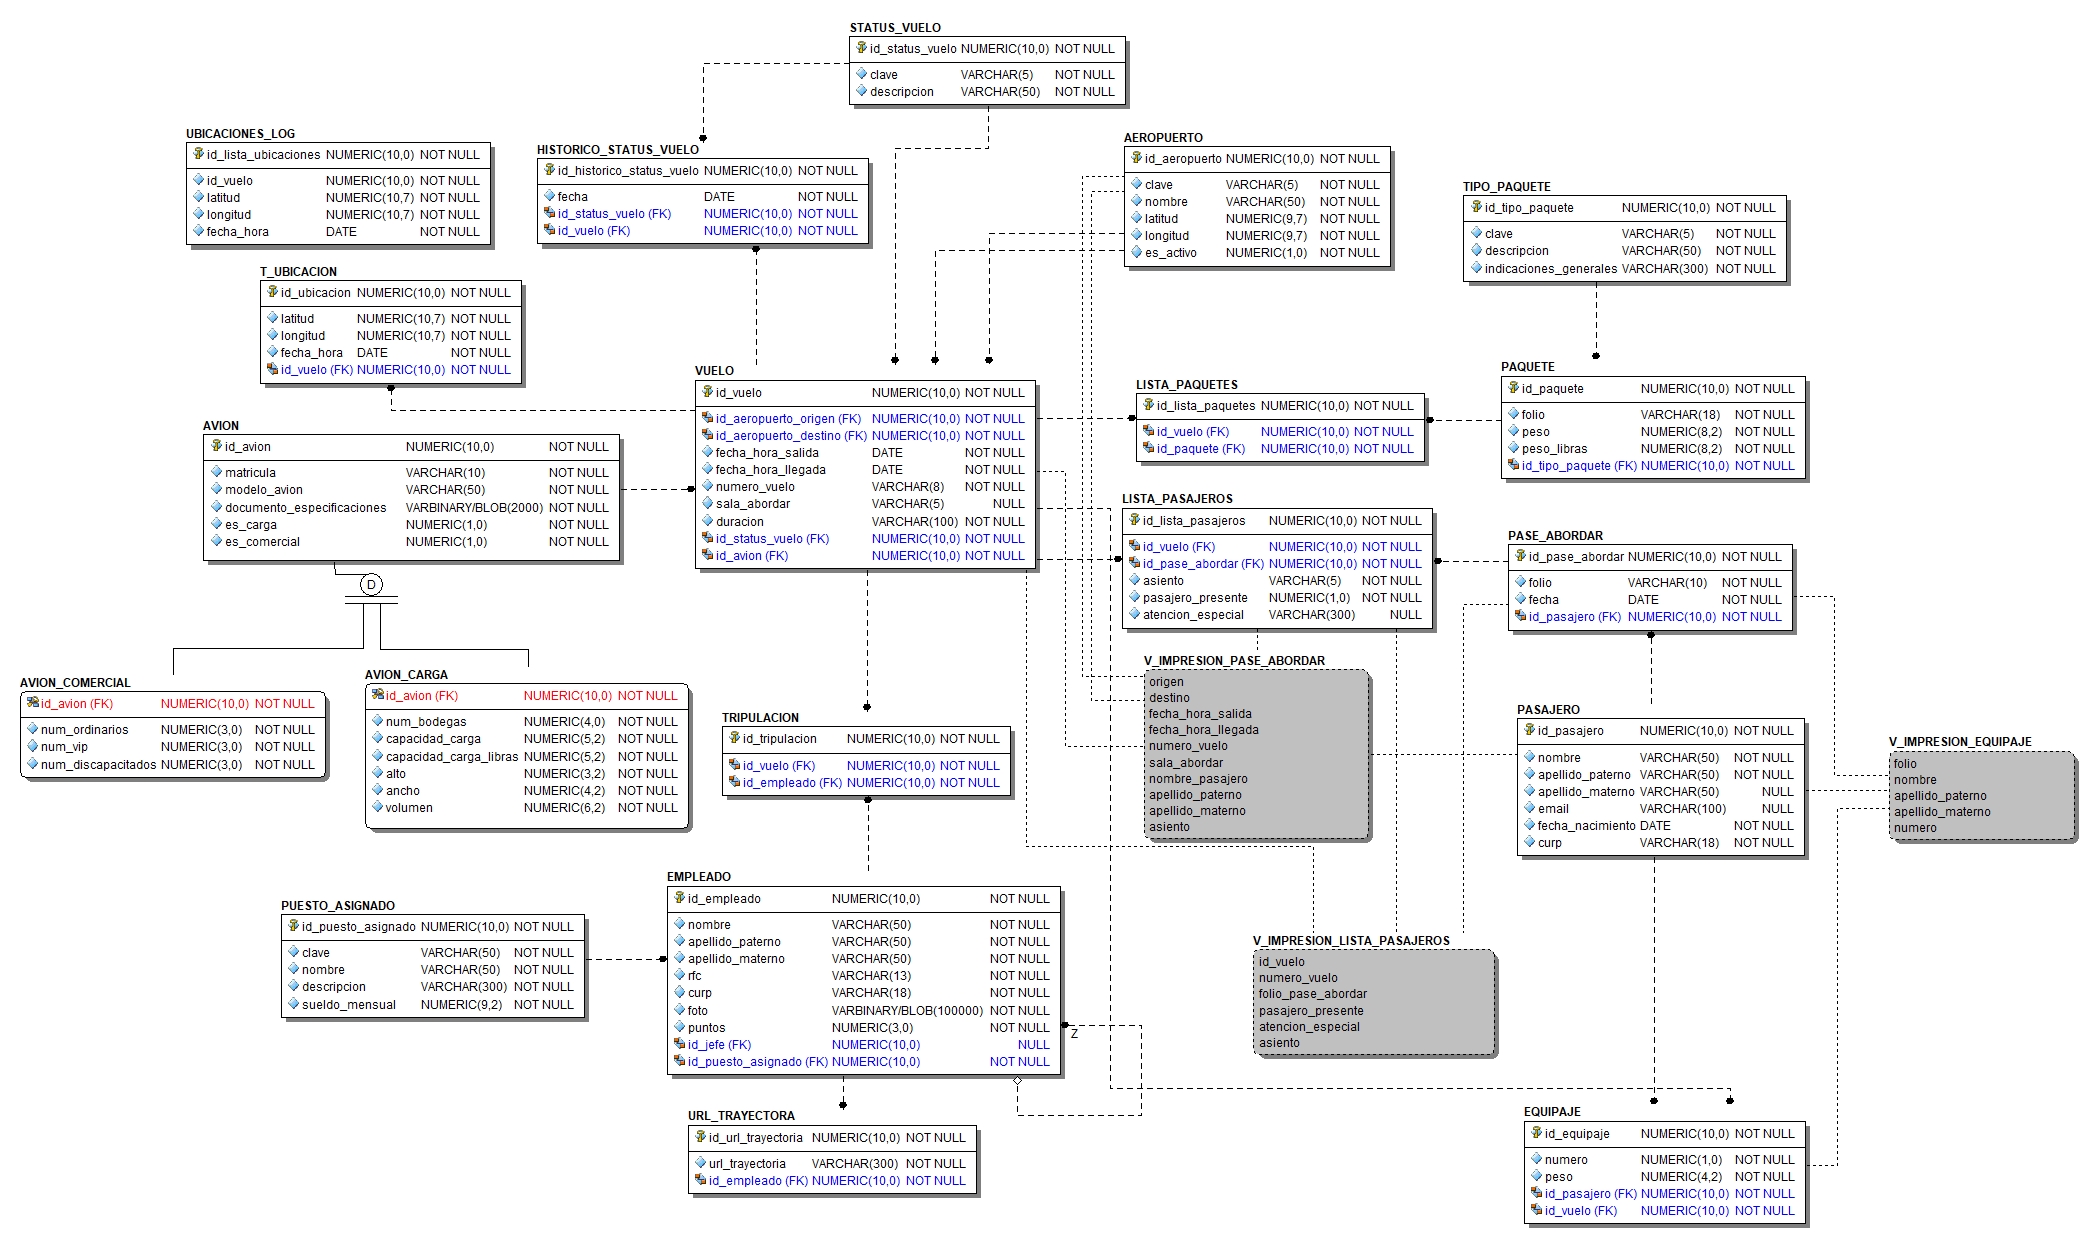 STATUS_VUELO
id_status_vuelo NUMERIC(10,0) NOT NULL
clave VARCHAR(5) NOT NULL
descripcion VARCHAR(50) NOT NULL
UBICACIONES_LOG
id_lista_ubicaciones NUMERIC(10,0) NOT NULL
id_vuelo NUMERIC(10,0) NOT NULL
latitud NUMERIC(10,7) NOT NULL
longitud NUMERIC(10,7) NOT NULL
fecha_hora DATE NOT NULL
HISTORICO_STATUS_VUELO
id_historico_status_vuelo NUMERIC(10,0) NOT NULL
fecha DATE NOT NULL
id_status_vuelo (FK) NUMERIC(10,0) NOT NULL
id_vuelo (FK) NUMERIC(10,0) NOT NULL
AEROPUERTO
id_aeropuerto NUMERIC(10,0) NOT NULL
clave VARCHAR(5) NOT NULL
nombre VARCHAR(50) NOT NULL
latitud NUMERIC(9,7) NOT NULL
longitud NUMERIC(9,7) NOT NULL
es_activo NUMERIC(1,0) NOT NULL
TIPO_PAQUETE
id_tipo_paquete NUMERIC(10,0) NOT NULL
clave VARCHAR(5) NOT NULL
descripcion VARCHAR(50) NOT NULL
indicaciones_generales VARCHAR(300) NOT NULL
T_UBICACION
id_ubicacion NUMERIC(10,0) NOT NULL
latitud NUMERIC(10,7) NOT NULL
longitud NUMERIC(10,7) NOT NULL
fecha_hora DATE NOT NULL
id_vuelo (FK) NUMERIC(10,0) NOT NULL
VUELO
id_vuelo NUMERIC(10,0) NOT NULL
id_aeropuerto_origen (FK) NUMERIC(10,0) NOT NULL
id_aeropuerto_destino (FK) NUMERIC(10,0) NOT NULL
fecha_hora_salida DATE NOT NULL
fecha_hora_llegada DATE NOT NULL
numero_vuelo VARCHAR(8) NOT NULL
sala_abordar VARCHAR(5) NULL
duracion VARCHAR(100) NOT NULL
id_status_vuelo (FK) NUMERIC(10,0) NOT NULL
id_avion (FK) NUMERIC(10,0) NOT NULL
LISTA_PAQUETES
id_lista_paquetes NUMERIC(10,0) NOT NULL
id_vuelo (FK) NUMERIC(10,0) NOT NULL
id_paquete (FK) NUMERIC(10,0) NOT NULL
PAQUETE
id_paquete NUMERIC(10,0) NOT NULL
folio VARCHAR(18) NOT NULL
peso NUMERIC(8,2) NOT NULL
peso_libras NUMERIC(8,2) NOT NULL
id_tipo_paquete (FK) NUMERIC(10,0) NOT NULL
AVION
id_avion NUMERIC(10,0) NOT NULL
matricula VARCHAR(10) NOT NULL
modelo_avion VARCHAR(50) NOT NULL
documento_especificaciones VARBINARY/BLOB(2000) NOT NULL
es_carga NUMERIC(1,0) NOT NULL
es_comercial NUMERIC(1,0) NOT NULL
D
LISTA_PASAJEROS
id_lista_pasajeros NUMERIC(10,0) NOT NULL
id_vuelo (FK) NUMERIC(10,0) NOT NULL
id_pase_abordar (FK) NUMERIC(10,0) NOT NULL
asiento VARCHAR(5) NOT NULL
pasajero_presente NUMERIC(1,0) NOT NULL
atencion_especial VARCHAR(300) NULL
PASE_ABORDAR
id_pase_abordar NUMERIC(10,0) NOT NULL
folio VARCHAR(10) NOT NULL
fecha DATE NOT NULL
id_pasajero (FK) NUMERIC(10,0) NOT NULL
AVION_COMERCIAL
id_avion (FK) NUMERIC(10,0) NOT NULL
num_ordinarios NUMERIC(3,0) NOT NULL
num_vip NUMERIC(3,0) NOT NULL
num_discapacitados NUMERIC(3,0) NOT NULL
AVION_CARGA
id_avion (FK) NUMERIC(10,0) NOT NULL
num_bodegas NUMERIC(4,0) NOT NULL
capacidad_carga NUMERIC(5,2) NOT NULL
capacidad_carga_libras NUMERIC(5,2) NOT NULL
alto NUMERIC(3,2) NOT NULL
ancho NUMERIC(4,2) NOT NULL
volumen NUMERIC(6,2) NOT NULL
TRIPULACION
id_tripulacion NUMERIC(10,0) NOT NULL
id_vuelo (FK) NUMERIC(10,0) NOT NULL
id_empleado (FK) NUMERIC(10,0) NOT NULL
V_IMPRESION_PASE_ABORDAR
origen
destino
fecha_hora_salida
fecha_hora_llegada
numero_vuelo
sala_abordar
nombre_pasajero
apellido_paterno
apellido_materno
asiento
PASAJERO
id_pasajero NUMERIC(10,0) NOT NULL
nombre VARCHAR(50) NOT NULL
apellido_paterno VARCHAR(50) NOT NULL
apellido_materno VARCHAR(50) NULL
email VARCHAR(100) NULL
fecha_nacimiento DATE NOT NULL
curp VARCHAR(18) NOT NULL
V_IMPRESION_EQUIPAJE
folio
nombre
apellido_paterno
apellido_materno
numero
PUESTO_ASIGNADO
id_puesto_asignado NUMERIC(10,0) NOT NULL
clave VARCHAR(50) NOT NULL
nombre VARCHAR(50) NOT NULL
descripcion VARCHAR(300) NOT NULL
sueldo_mensual NUMERIC(9,2) NOT NULL
EMPLEADO
id_empleado NUMERIC(10,0) NOT NULL
nombre VARCHAR(50) NOT NULL
apellido_paterno VARCHAR(50) NOT NULL
apellido_materno VARCHAR(50) NOT NULL
rfc VARCHAR(13) NOT NULL
curp VARCHAR(18) NOT NULL
foto VARBINARY/BLOB(100000) NOT NULL
puntos NUMERIC(3,0) NOT NULL
id_jefe (FK) NUMERIC(10,0) NULL
id_puesto_asignado (FK) NUMERIC(10,0) NOT NULL
Z
V_IMPRESION_LISTA_PASAJEROS
id_vuelo
numero_vuelo
folio_pase_abordar
pasajero_presente
atencion_especial
asiento
URL_TRAYECTORA
id_url_trayectoria NUMERIC(10,0) NOT NULL
url_trayectoria VARCHAR(300) NOT NULL
id_empleado (FK) NUMERIC(10,0) NOT NULL
EQUIPAJE
id_equipaje NUMERIC(10,0) NOT NULL
numero NUMERIC(1,0) NOT NULL
peso NUMERIC(4,2) NOT NULL
id_pasajero (FK) NUMERIC(10,0) NOT NULL
id_vuelo (FK) NUMERIC(10,0) NOT NULL